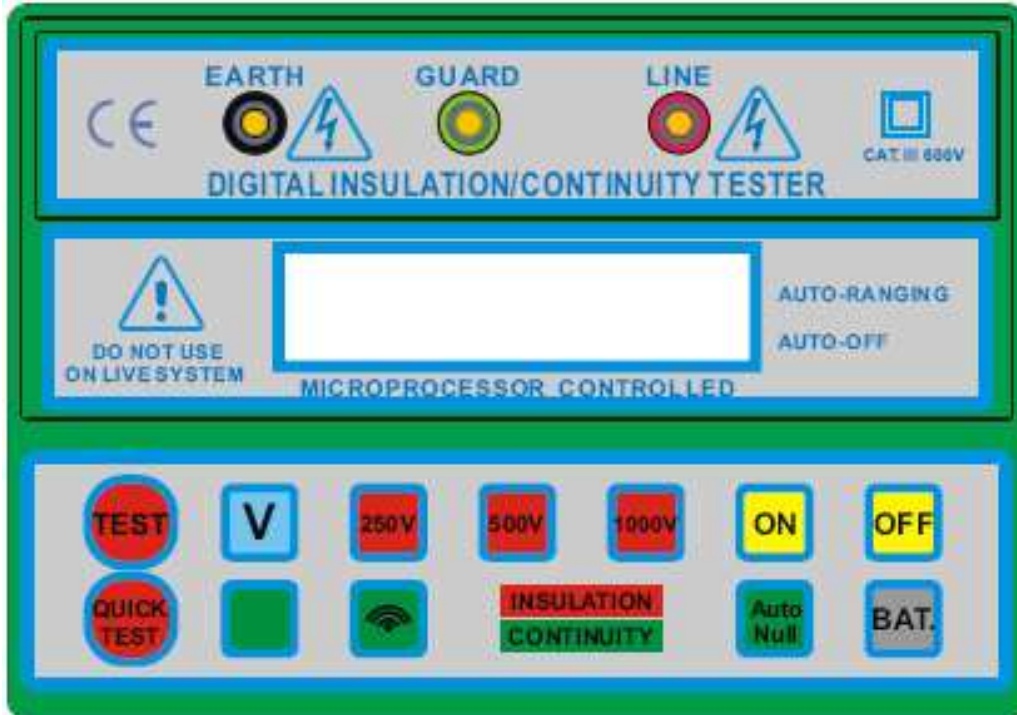 EARTH GUARD LINE
CE
CAT. III 600V
DIGITAL INSULATION/CONTINUITY TESTER
DO NOT USE
ON LIVE SYSTEM
AUTO-RANGING
AUTO-OFF
MICROPROCESSOR CONTROLLED
TEST V 250V 500V 1000V ON OFF
QUICK
TEST
INSULATION
CONTINUITY
Auto
Null
BAT.